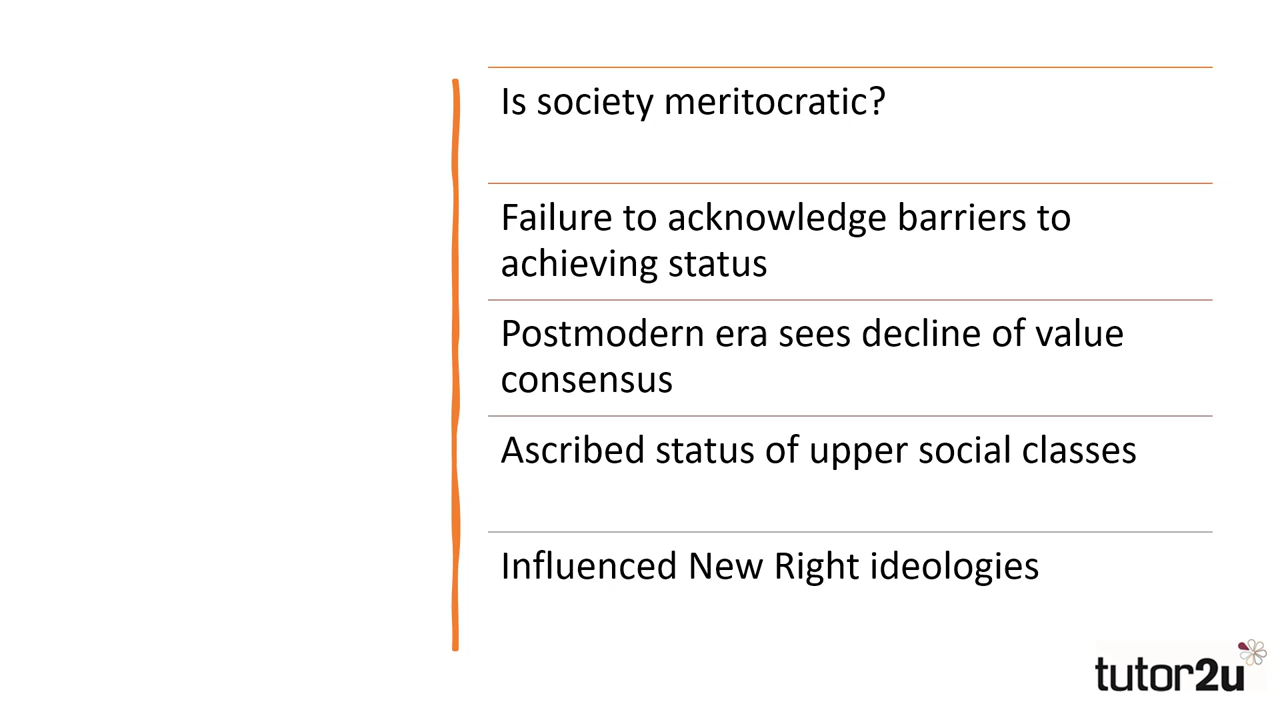 Is society meritocratic?
Failure to acknowledge barriers to
achieving status
Postmodern era sees decline of value
consensus
Ascribed status of upper social classes
Influenced New Right ideologies
tutor2u